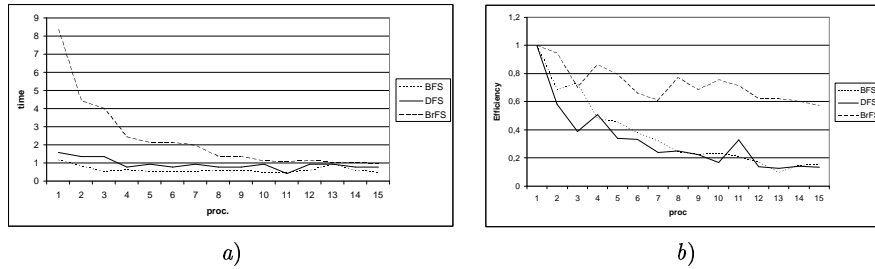 9
8
7
6
5
4
3
2
1
0
time
1 2 3 4 5 6 7 8 9 10 11 12 13 14 15
proc.
BFS
DFS
BrFS
a)
1,2
1
0,8
0,6
0,4
0,2
0
Efficiency
1 2 3 4 5 6 7 8 9 10 11 12 13 14 15
proc
BFS
DFS
BrFS
b)